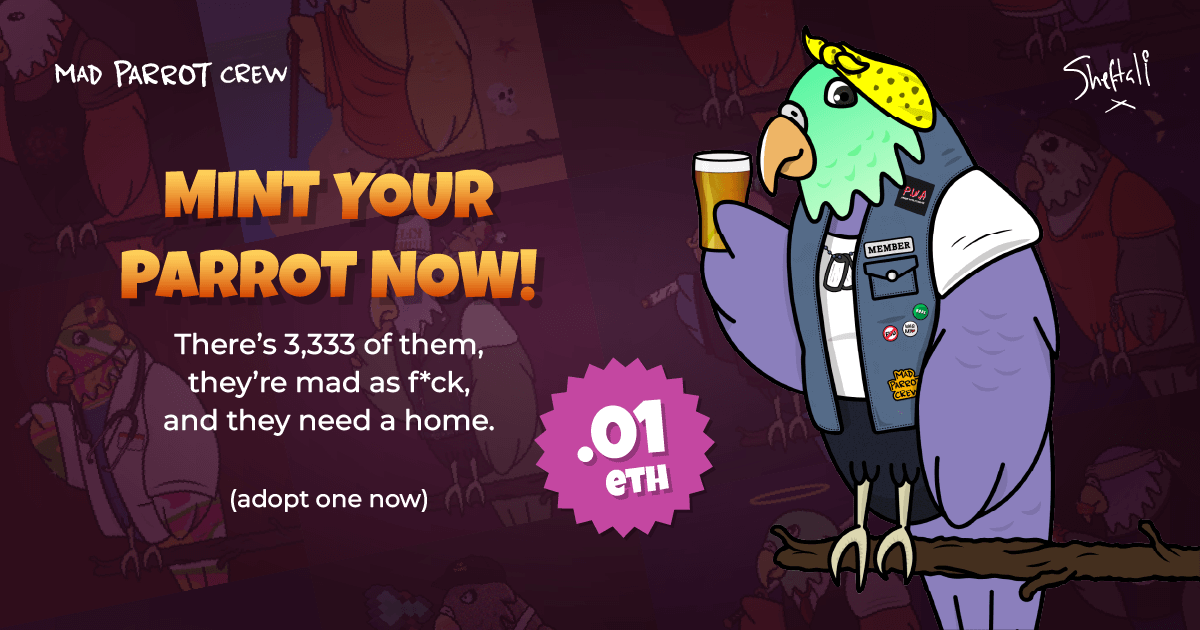 MAD PARROT CREW
Sheftali
MINT YOUR
PARROT NOW!
There's 3,333 of them,
they're mad as f*ck,
and they need a home.
(adopt one now)
.01
eTH
P.W.A
MEMBER
MAD
PARROT
CREW